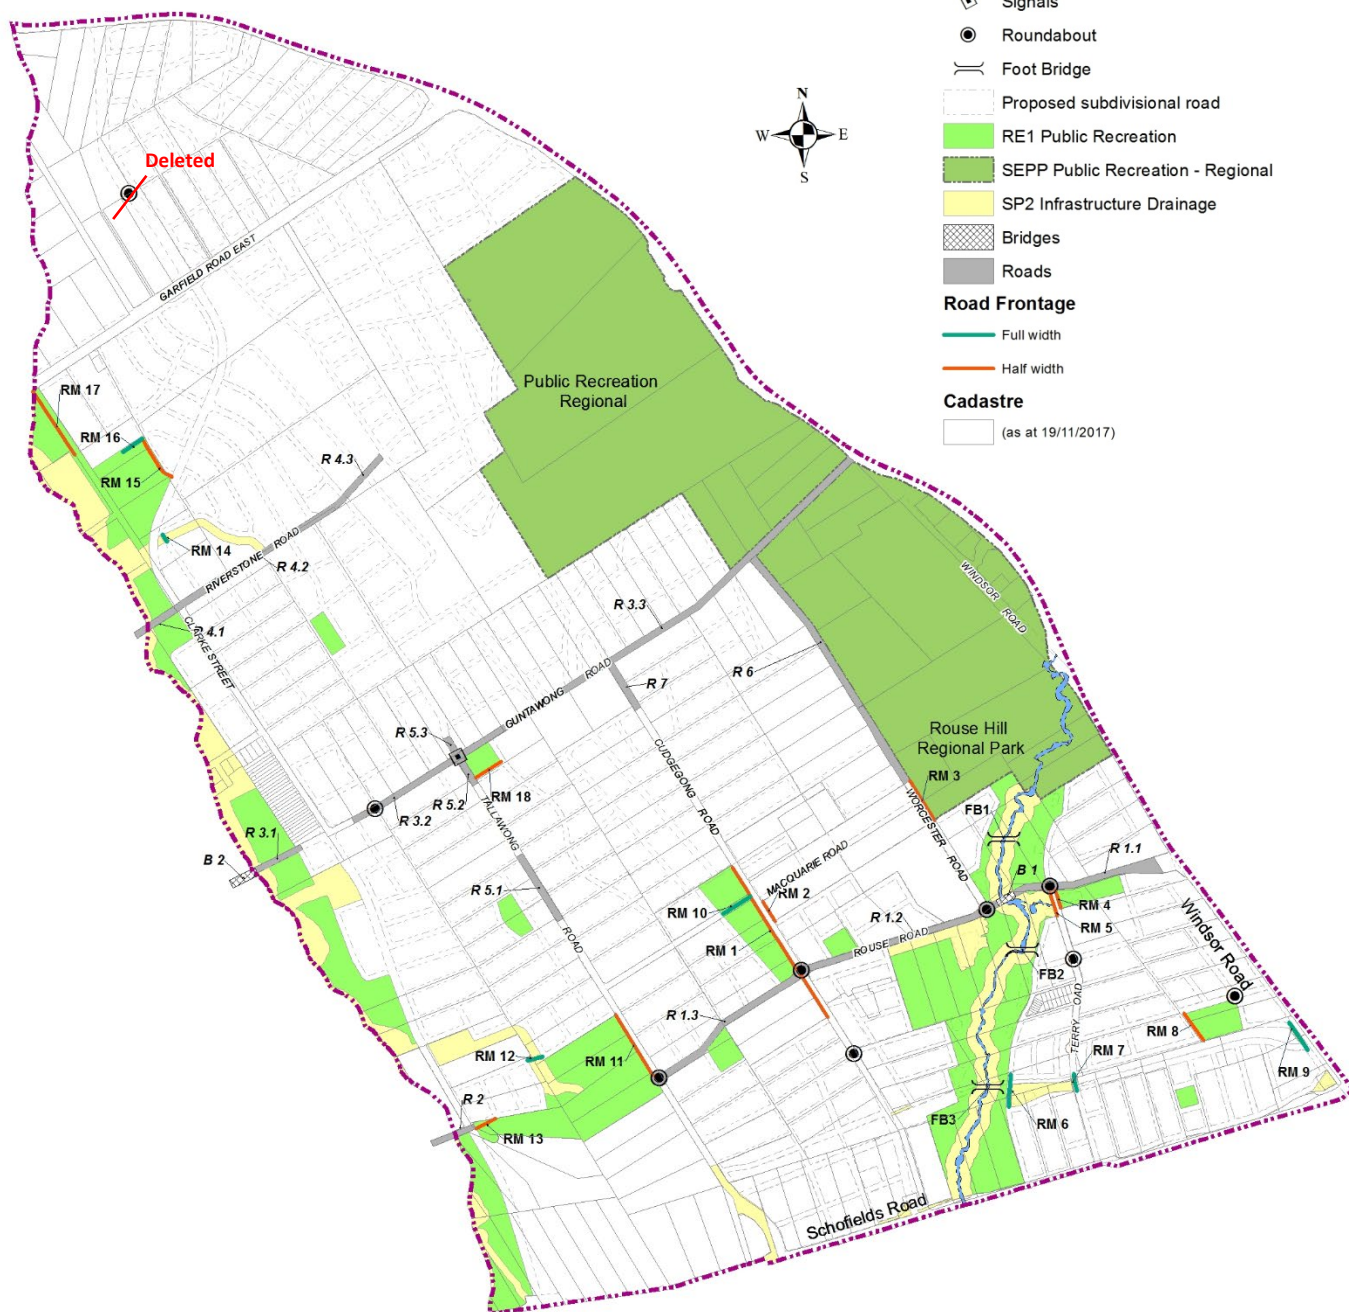 Signals
Roundabout
Foot Bridge
Proposed subdivisional road
RE1 Public Recreation
SEPP Public Recreation - Regional
SP2 Infrastructure Drainage
Bridges
Roads
Road Frontage
Full width
Half width
Cadastre
(as at 19/11/2017)
N
W
E
S
Deleted
GARFIELD ROAD EAST
Public Recreation
Regional
RM 17
RM 16
RM 15
R 4.3
RM 14
R 4.2
RIVERSTONE ROAD
4.1
CLARKE STREET
R 3.3
WINDSOR ROAD
R 7
R 6
GUNTAWONG ROAD
R 5.3
Rouse Hill
Regional Park
CUDGEGONG ROAD
RM 3
R 5.2
RM 18
R 3.2
TALLAWONG ROAD
WORCESTER ROAD
FB1
R 3.1
B 2
MACQUARIE ROAD
R 1.1
B 1
R 5.1
RM 2
RM 10
R 1.2
RM 4
RM 5
Windsor Road
RM 1
ROUSE ROAD
FB2
R 1.3
TERRY OAD
RM 8
RM 12
RM 11
RM 7
RM 9
R 2
RM 13
FB3
RM 6
Schofields Road